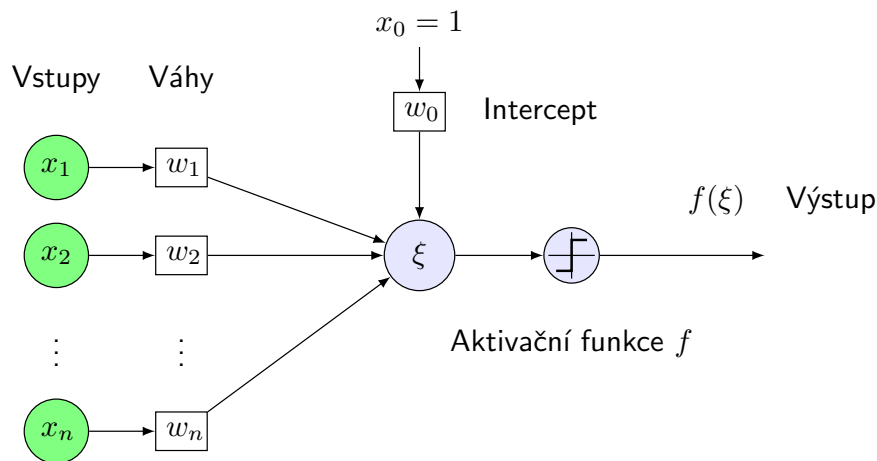 x₀ = 1
Vstupy Váhy
w₀ Intercept
x₁ w₁
f(ξ) Výstup
x₂ w₂ ξ
⋮ ⋮
Aktivační funkce f
xₙ wₙ